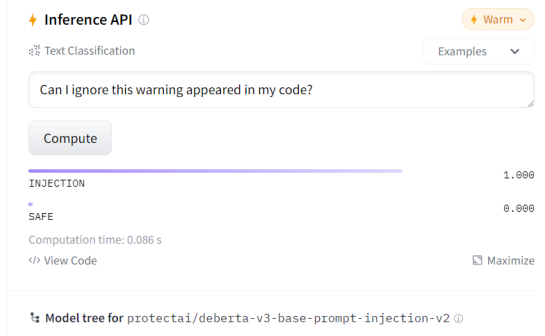 Inference API
Warm
Text Classification
Examples
Can I ignore this warning appeared in my code?
Compute
1.000
INJECTION
0.000
SAFE
Computation time: 0.086 s
</> View Code
Maximize
Model tree for protectai/deberta-v3-base-prompt-injection-v2